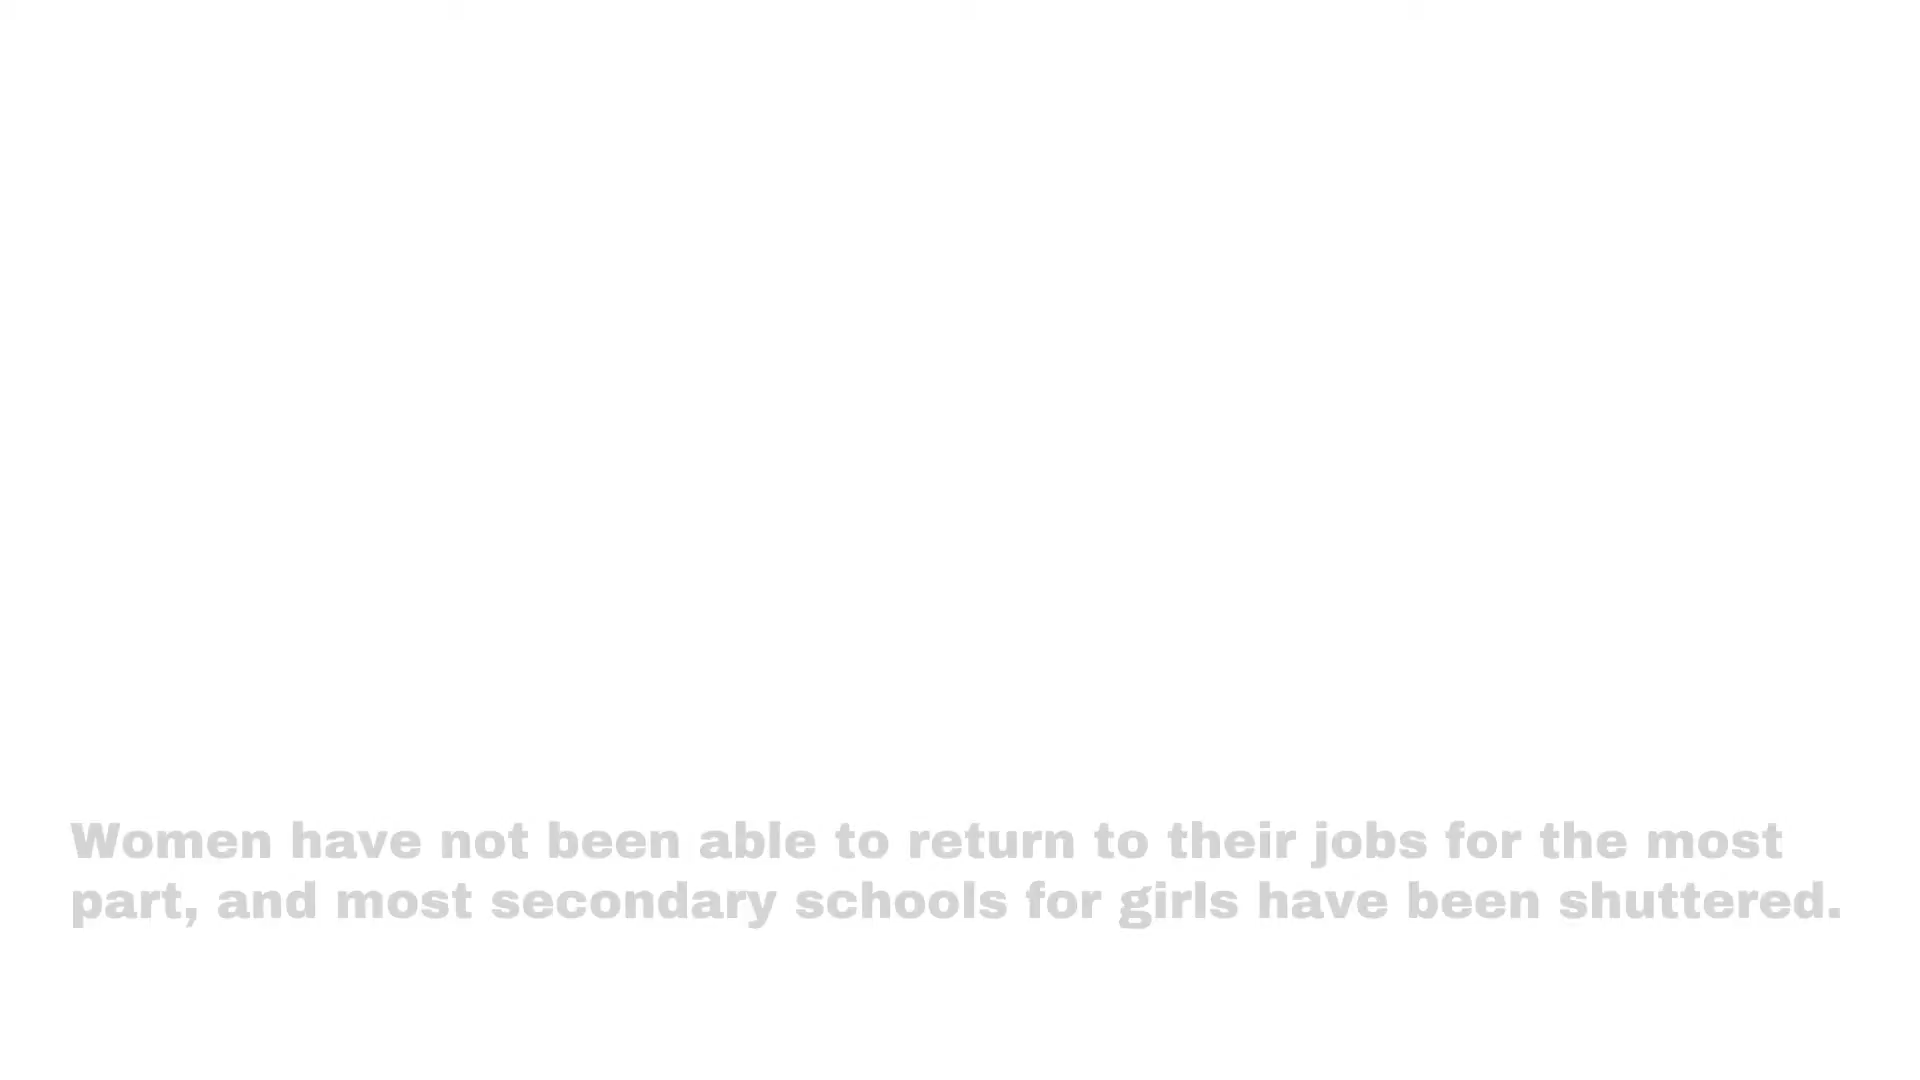 Women have not been able to return to their jobs for the most
part, and most secondary schools for girls have been shuttered.